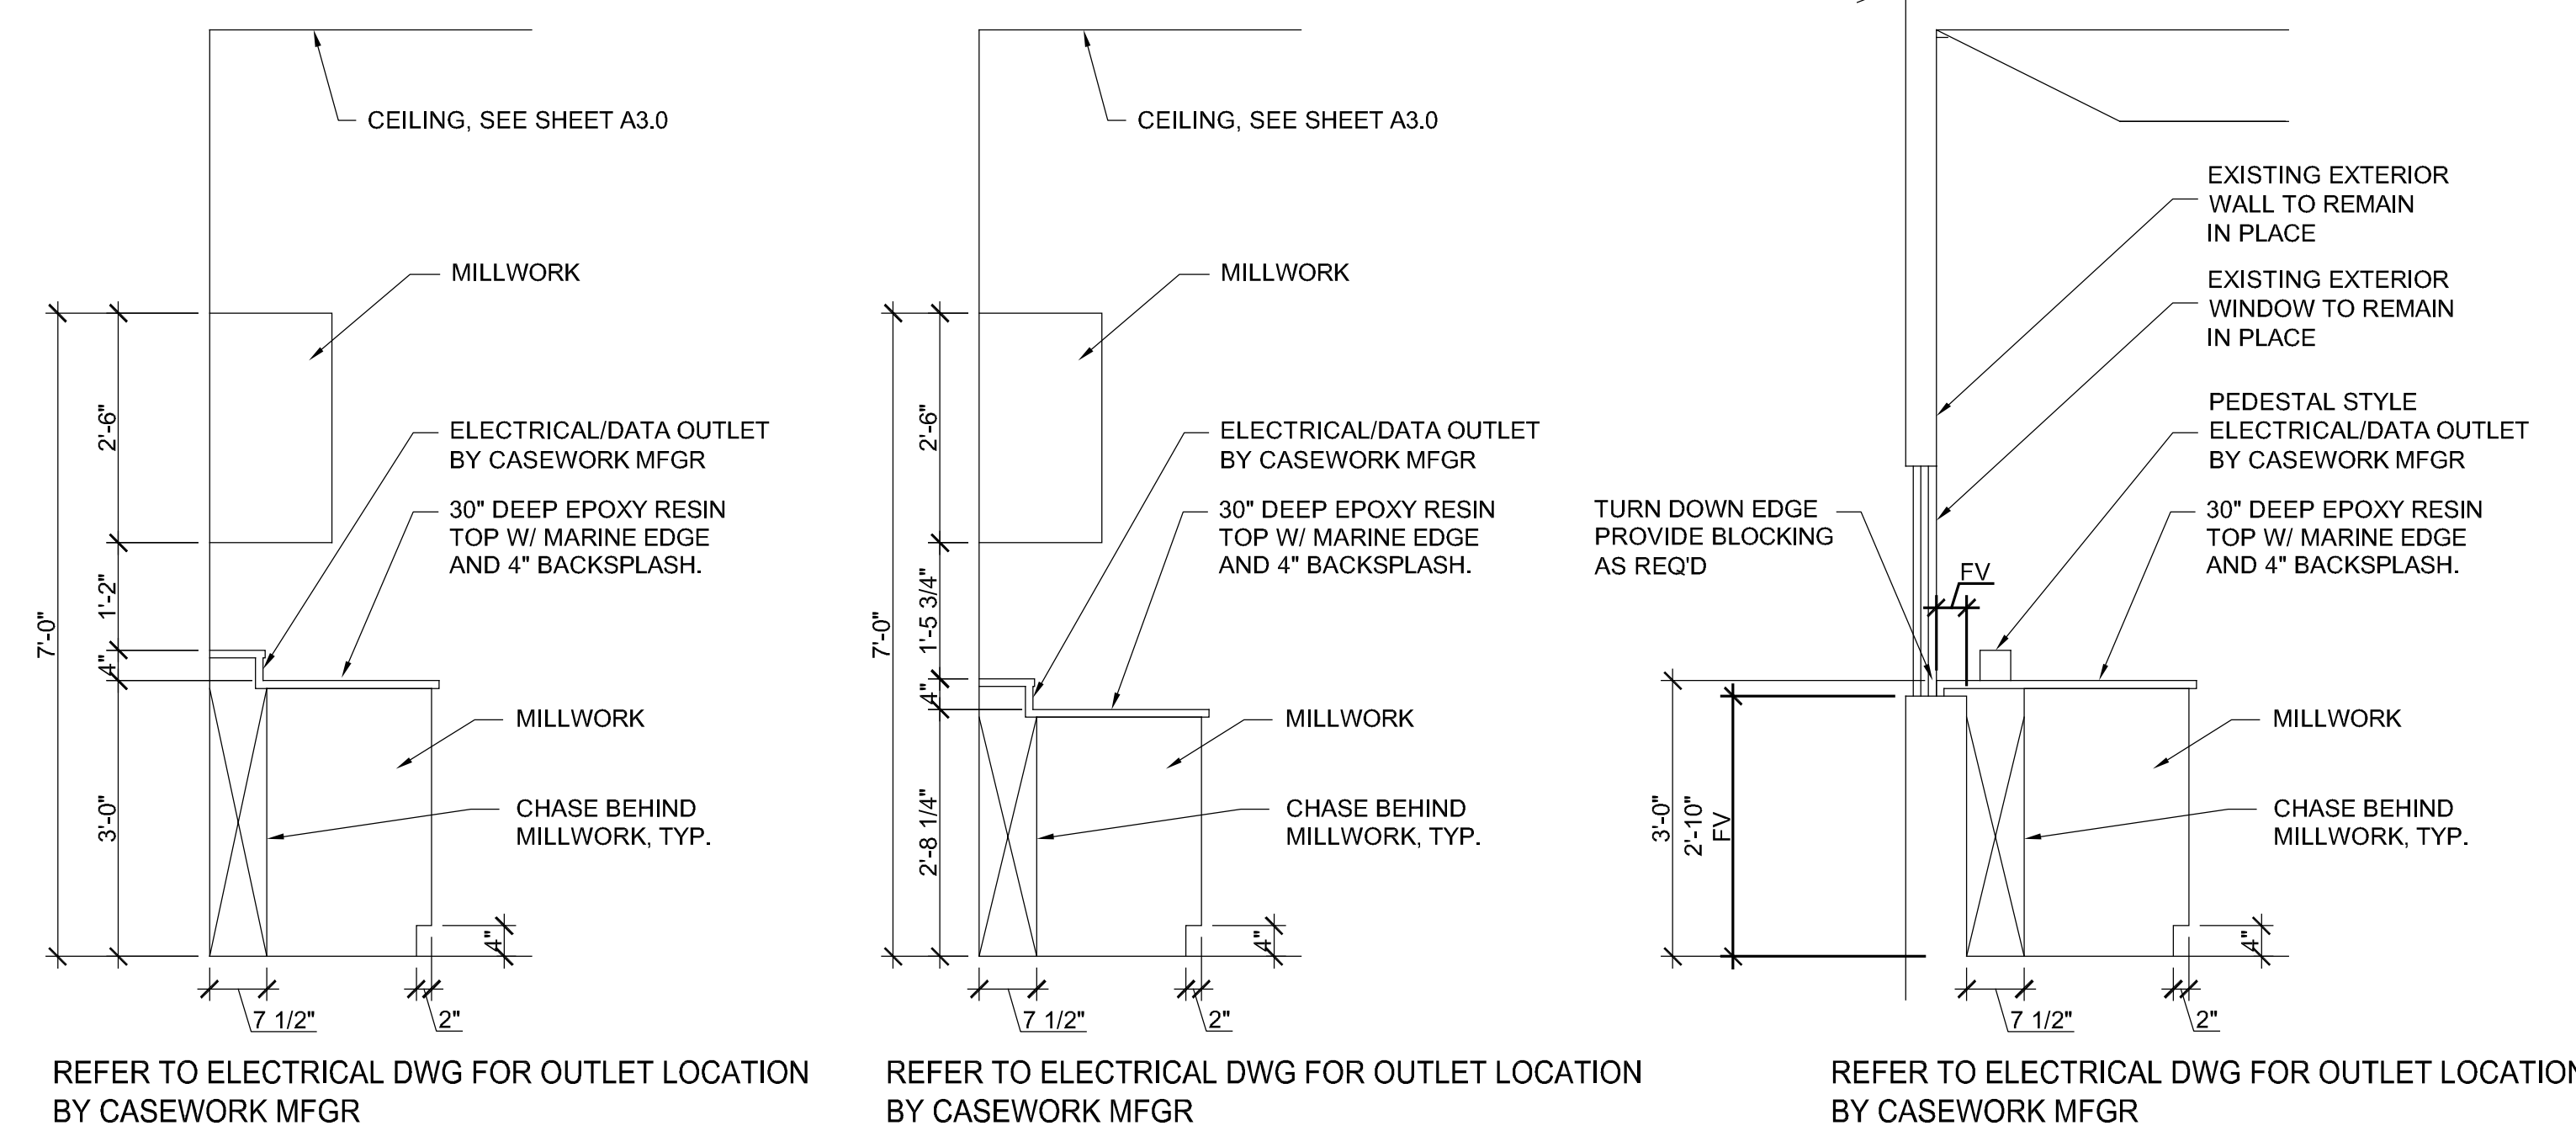 CEILING, SEE SHEET A3.0
MILLWORK
7'-0"
2'-6"
ELECTRICAL/DATA OUTLET
BY CASEWORK MFGR
30" DEEP EPOXY RESIN
TOP W/ MARINE EDGE
AND 4" BACKSPLASH.
1'-2"
4"
MILLWORK
3'-0"
CHASE BEHIND
MILLWORK, TYP.
4"
7 1/2"
2"
REFER TO ELECTRICAL DWG FOR OUTLET LOCATION
BY CASEWORK MFGR
CEILING, SEE SHEET A3.0
MILLWORK
7'-0"
2'-6"
ELECTRICAL/DATA OUTLET
BY CASEWORK MFGR
30" DEEP EPOXY RESIN
TOP W/ MARINE EDGE
AND 4" BACKSPLASH.
1'-5 3/4"
4"
MILLWORK
2'-8 1/4"
CHASE BEHIND
MILLWORK, TYP.
4"
7 1/2"
2"
REFER TO ELECTRICAL DWG FOR OUTLET LOCATION
BY CASEWORK MFGR
EXISTING EXTERIOR
WALL TO REMAIN
IN PLACE
EXISTING EXTERIOR
WINDOW TO REMAIN
IN PLACE
PEDESTAL STYLE
ELECTRICAL/DATA OUTLET
BY CASEWORK MFGR
TURN DOWN EDGE
PROVIDE BLOCKING
AS REQ'D
30" DEEP EPOXY RESIN
TOP W/ MARINE EDGE
AND 4" BACKSPLASH.
FV
MILLWORK
3'-0"
2'-10"
FV
CHASE BEHIND
MILLWORK, TYP.
4"
7 1/2"
2"
REFER TO ELECTRICAL DWG FOR OUTLET LOCATION
BY CASEWORK MFGR